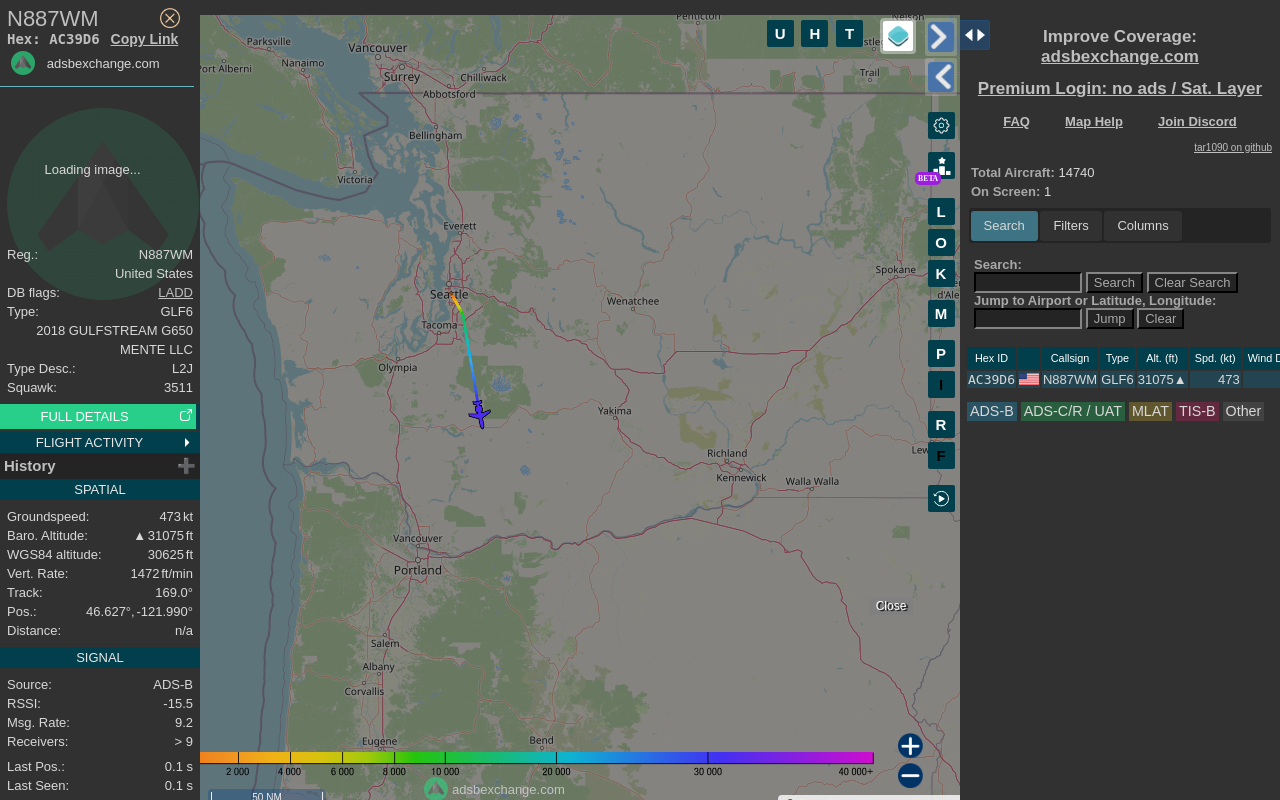 N887WM
Hex: AC39D6 Copy Link
adsbexchange.com
Loading image...
Reg.: N887WM
United States
DB flags: LADD
Type: GLF6
2018 GULFSTREAM G650
MENTE LLC
Type Desc.: L2J
Squawk: 3511
FULL DETAILS
FLIGHT ACTIVITY
History
SPATIAL
Groundspeed: 473 kt
Baro. Altitude: ▲ 31075 ft
WGS84 altitude: 30625 ft
Vert. Rate: 1472 ft/min
Track: 169.0°
Pos.: 46.627°, -121.990°
Distance: n/a
SIGNAL
Source: ADS-B
RSSI: -15.5
Msg. Rate: 9.2
Receivers: > 9
Last Pos.: 0.1 s
Last Seen: 0.1 s
Penticton
Nelson
Parksville
Vancouver
Nanaimo
Port Alberni
Surrey
Chilliwack
Trail
Abbotsford
Bellingham
Victoria
Everett
Spokane
Seattle
Wenatchee
d'Ale
Tacoma
Olympia
Yakima
Richland
Lew
Kennewick
Walla Walla
Vancouver
Portland
Salem
Albany
Corvallis
Eugene
Bend
Close
U H T
BETA
L
O
K
M
P
I
R
F
2 000 4 000 6 000 8 000 10 000 20 000 30 000 40 000+
adsbexchange.com
50 NM
Improve Coverage:
adsbexchange.com
Premium Login: no ads / Sat. Layer
FAQ Map Help Join Discord
tar1090 on github
Total Aircraft: 14740
On Screen: 1
Search Filters Columns
Search:
Search Clear Search
Jump to Airport or Latitude, Longitude:
Jump Clear
Hex ID Callsign Type Alt. (ft) Spd. (kt) Wind D
AC39D6 N887WM GLF6 31075▲ 473
ADS-B ADS-C/R / UAT MLAT TIS-B Other